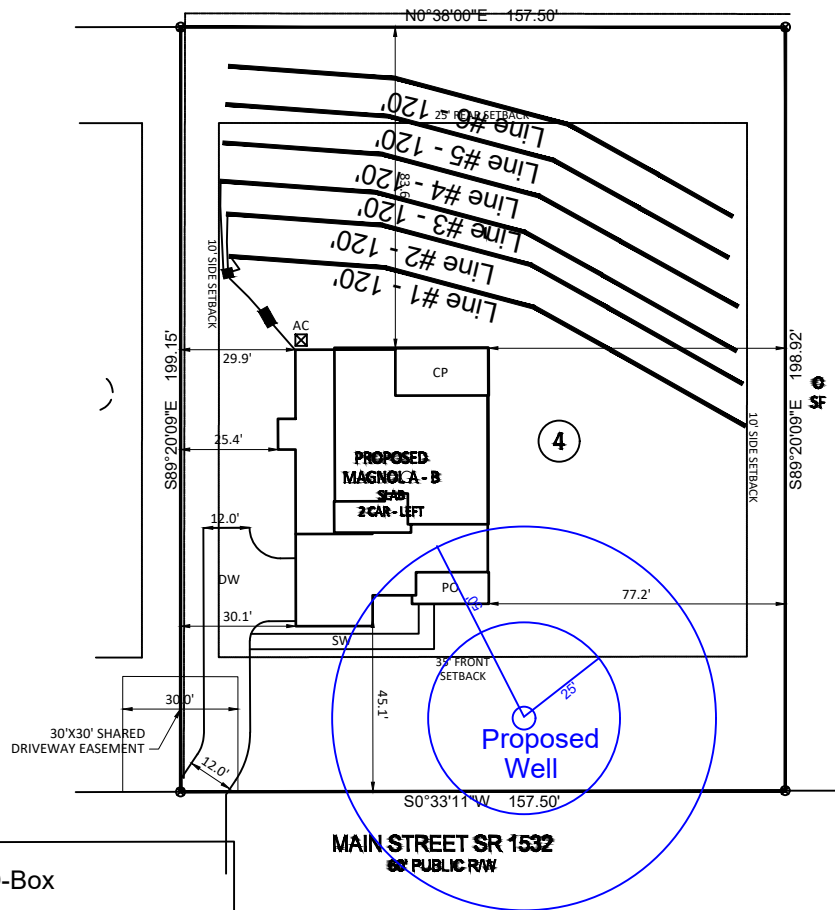 N0°38'00"E 157.50'
25' REAR SETBACK
Line #6 - 120'
Line #5 - 120'
Line #4 - 120'
Line #3 - 120'
Line #2 - 120'
Line #1 - 120'
83.6
10' SIDE SETBACK
AC
29.9'
CP
S89°20'09"E 199.15'
S89°20'09"E 198.92'
SF
10' SIDE SETBACK
25.4'
4
PROPOSED
MAGNOLIA - B
SLAB
2 CAR - LEFT
12.0'
DW
PO
50'
77.2'
30.1'
SW
35' FRONT
SETBACK
25'
45.1'
30.0'
30'X30' SHARED
DRIVEWAY EASEMENT
12.0'
Proposed
Well
S0°33'11"W 157.50'
MAIN STREET SR 1532
60' PUBLIC R/W
-Box